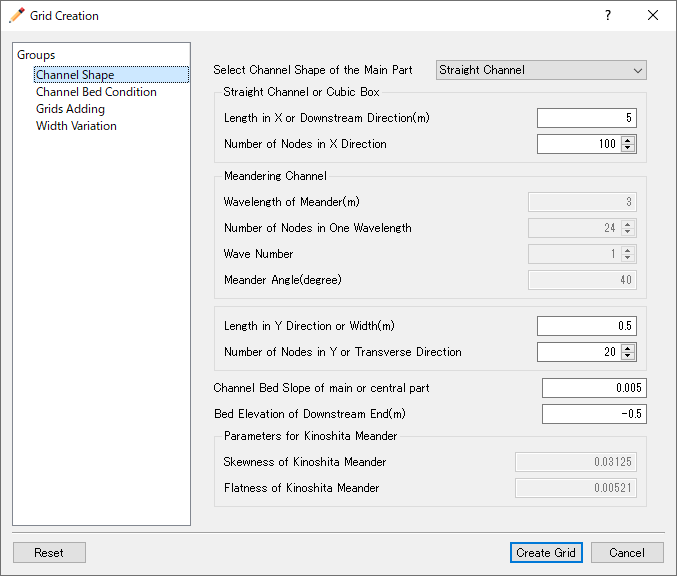 Grid Creation
?
Groups
Channel Shape
Channel Bed Condition
Grids Adding
Width Variation
Select Channel Shape of the Main Part Straight Channel
Straight Channel or Cubic Box
Length in X or Downstream Direction(m) 5
Number of Nodes in X Direction 100
Meandering Channel
Wavelength of Meander(m) 3
Number of Nodes in One Wavelength 24
Wave Number 1
Meander Angle(degree) 40
Length in Y Direction or Width(m) 0.5
Number of Nodes in Y or Transverse Direction 20
Channel Bed Slope of main or central part 0.005
Bed Elevation of Downstream End(m) -0.5
Parameters for Kinoshita Meander
Skewness of Kinoshita Meander 0.03125
Flatness of Kinoshita Meander 0.00521
Reset Create Grid Cancel